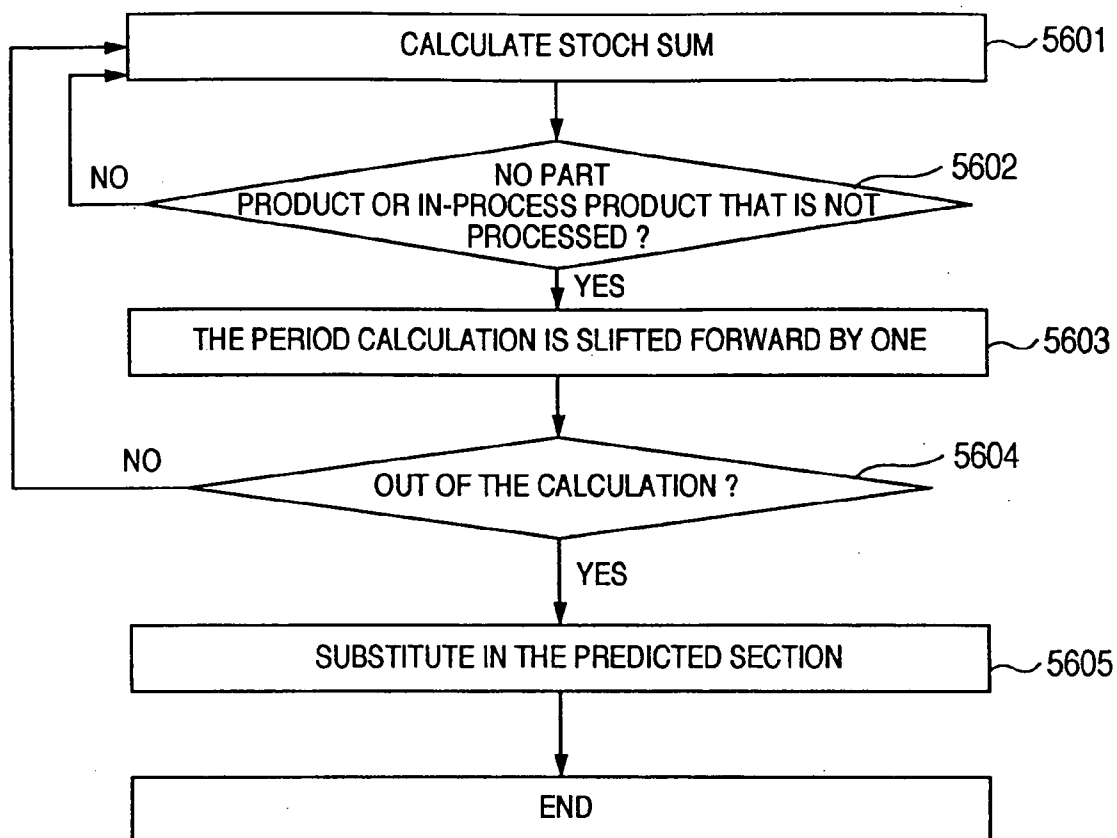 CALCULATE STOCH SUM
5601
NO PART
PRODUCT OR IN-PROCESS PRODUCT THAT IS NOT
PROCESSED ?
5602
NO
YES
THE PERIOD CALCULATION IS SLIFTED FORWARD BY ONE
5603
OUT OF THE CALCULATION ?
5604
NO
YES
SUBSTITUTE IN THE PREDICTED SECTION
5605
END